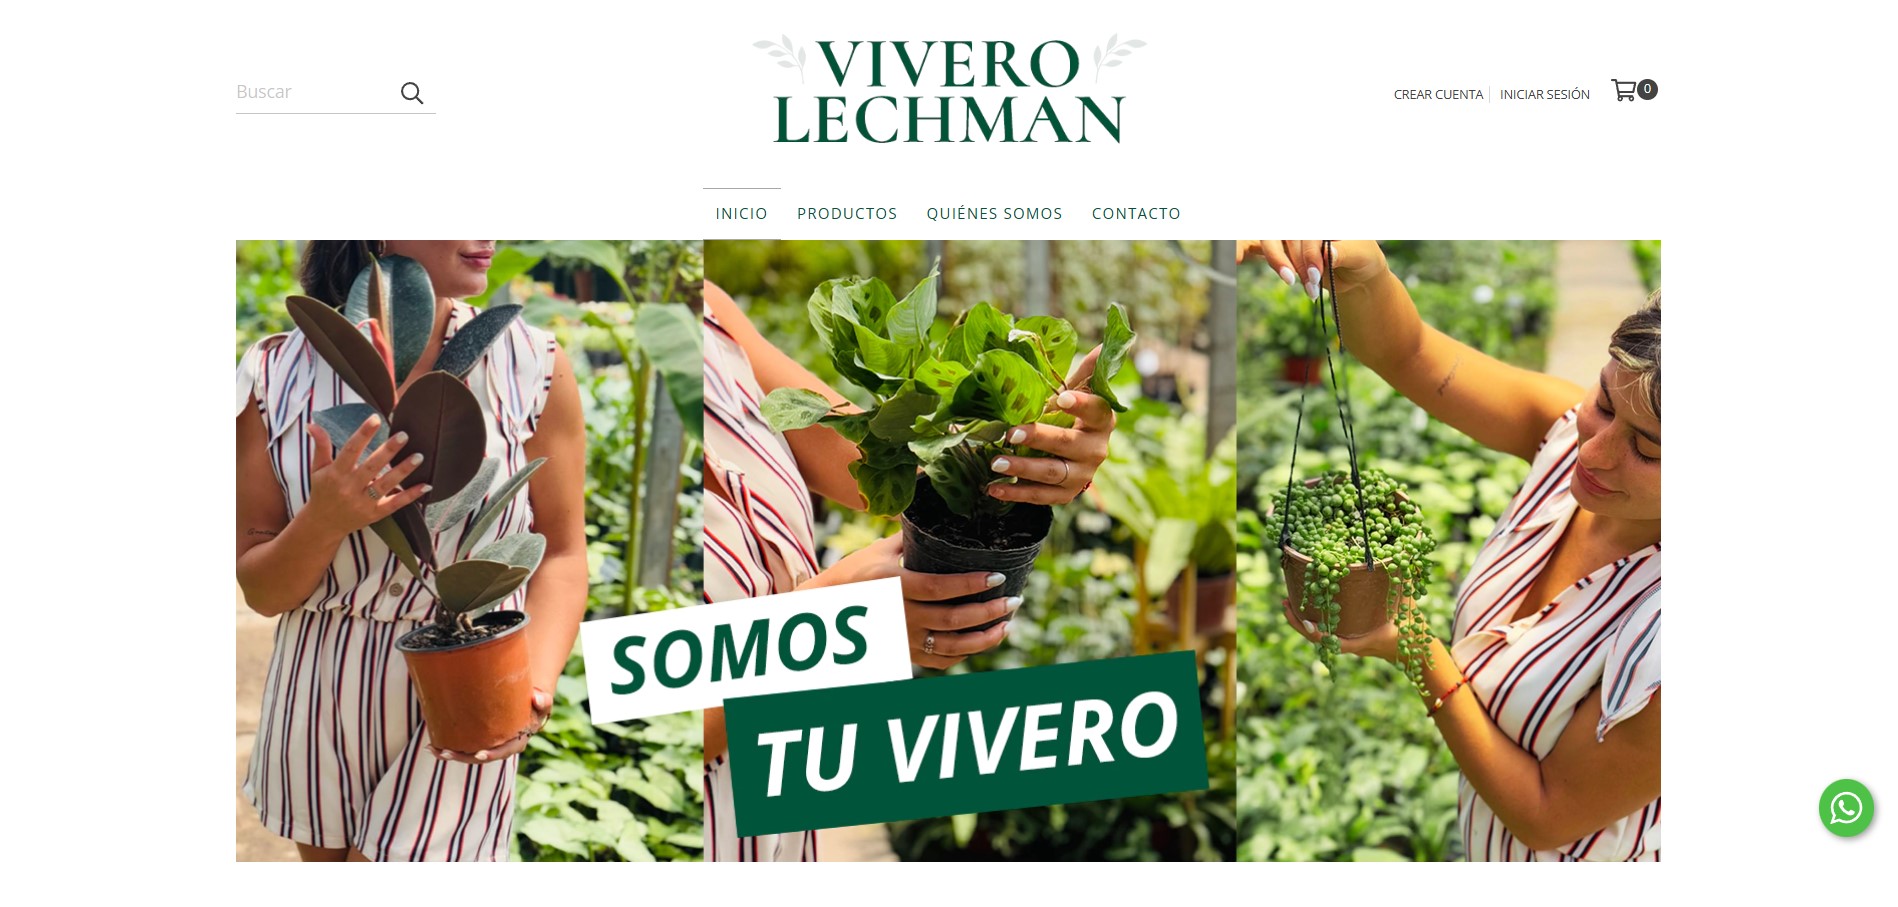 VIVERO
LECHMAN
Buscar
CREAR CUENTA
INICIAR SESIÓN
0
INICIO
PRODUCTOS
QUIÉNES SOMOS
CONTACTO
SOMOS
TU VIVERO